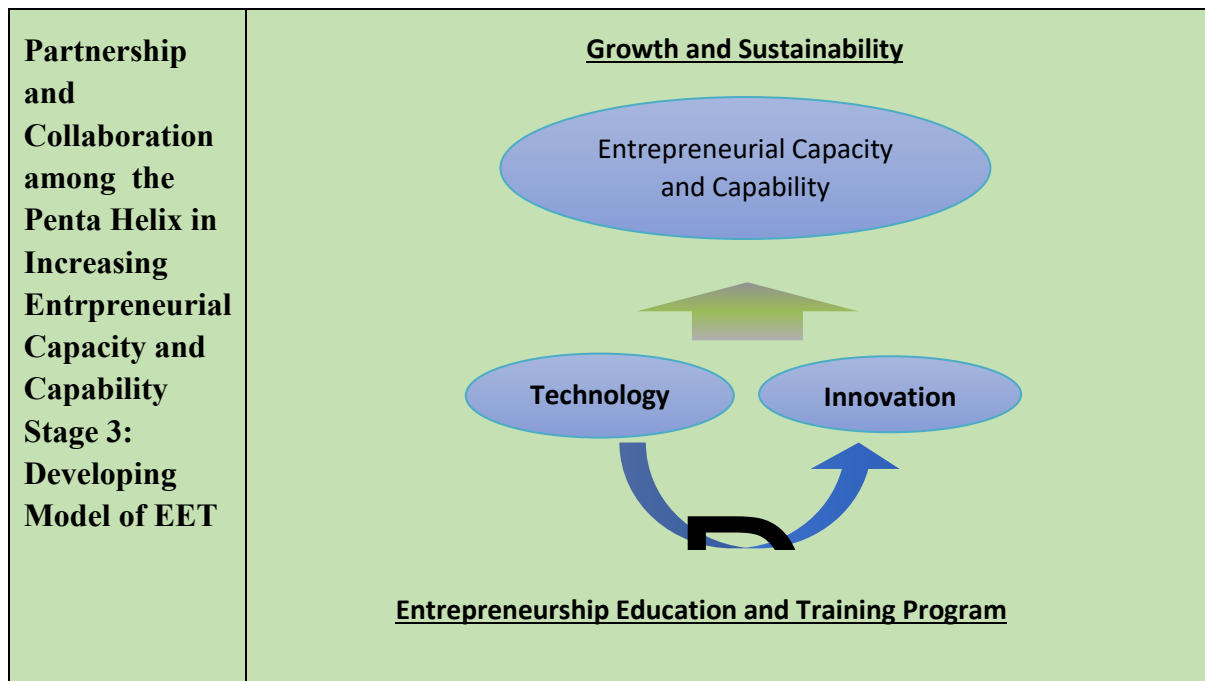 Partnership
and
Collaboration
among the
Penta Helix in
Increasing
Entrpreneurial
Capacity and
Capability
Stage 3:
Developing
Model of EET
Growth and Sustainability
Entrepreneurial Capacity
and Capability
Technology
Innovation
Entrepreneurship Education and Training Program